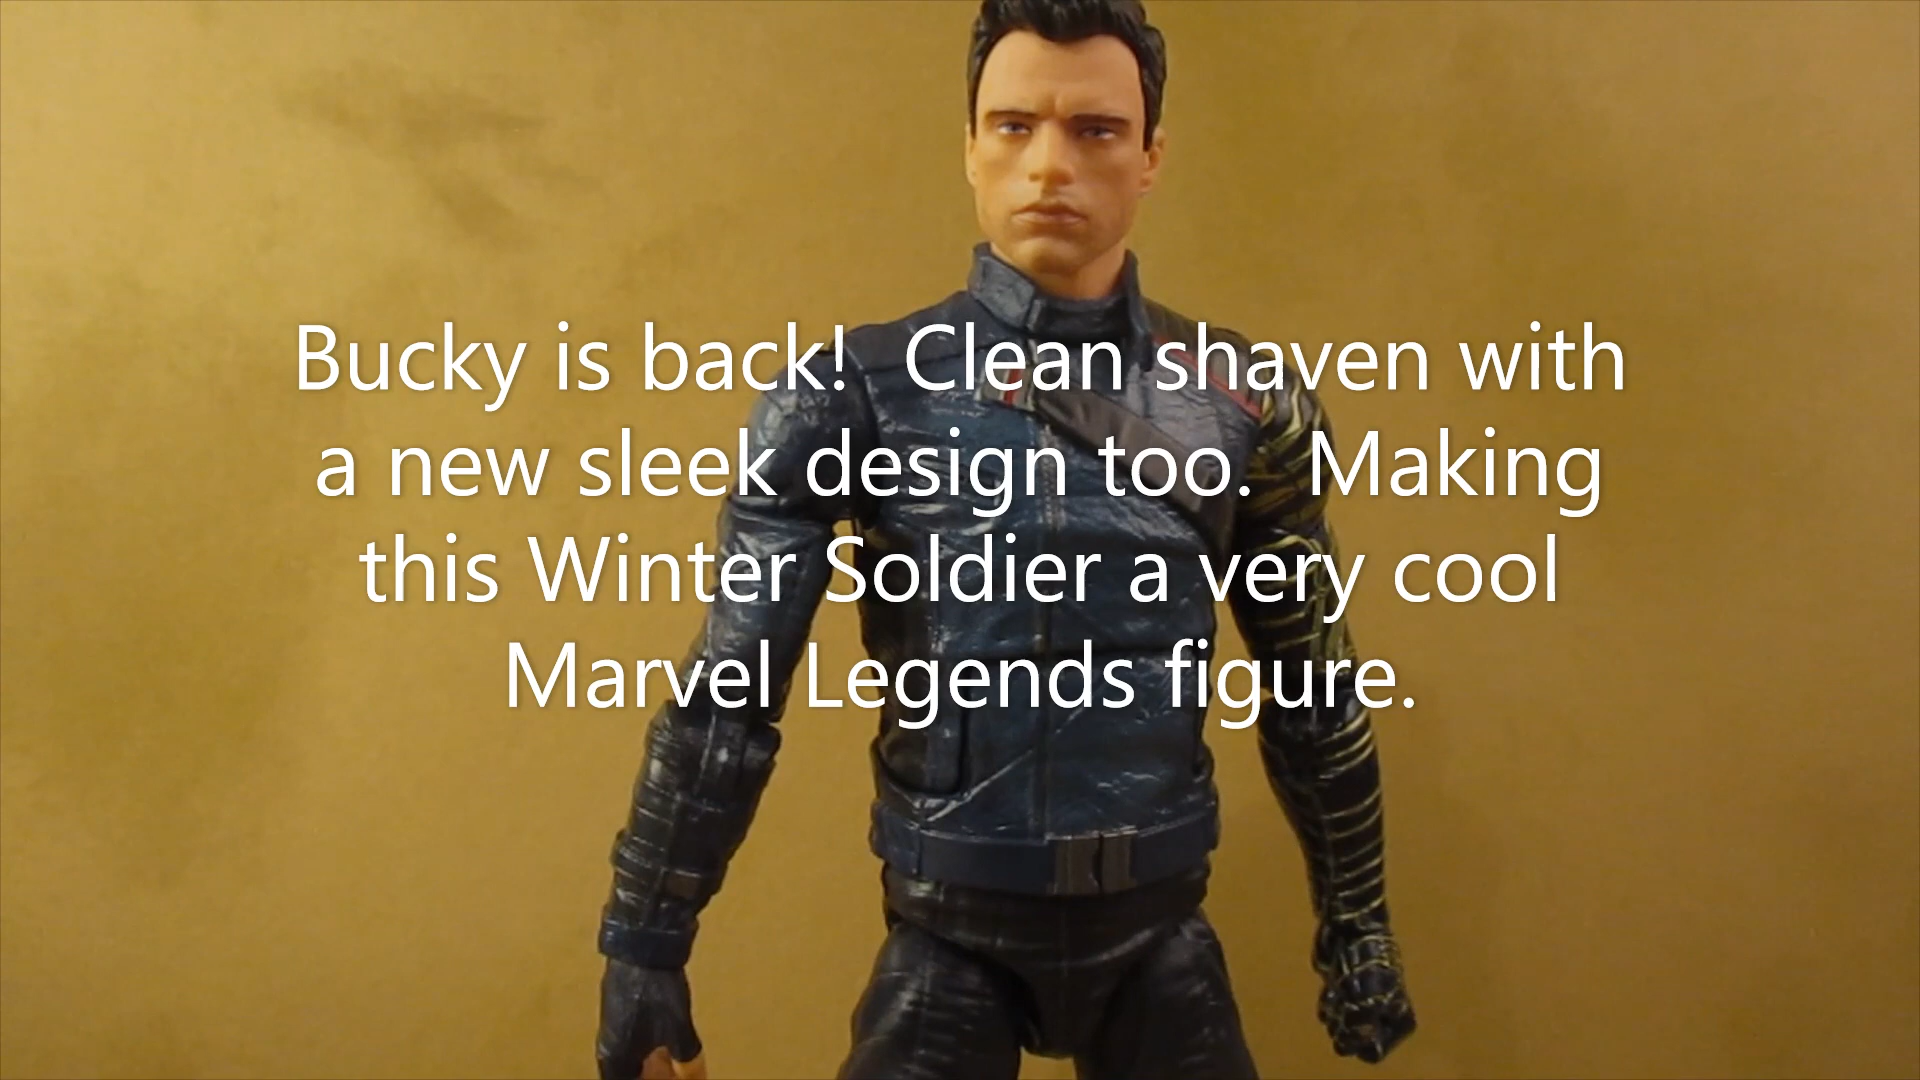 Bucky is back!  Clean shaven with
a new sleek design too.  Making
this Winter Soldier a very cool
Marvel Legends figure.